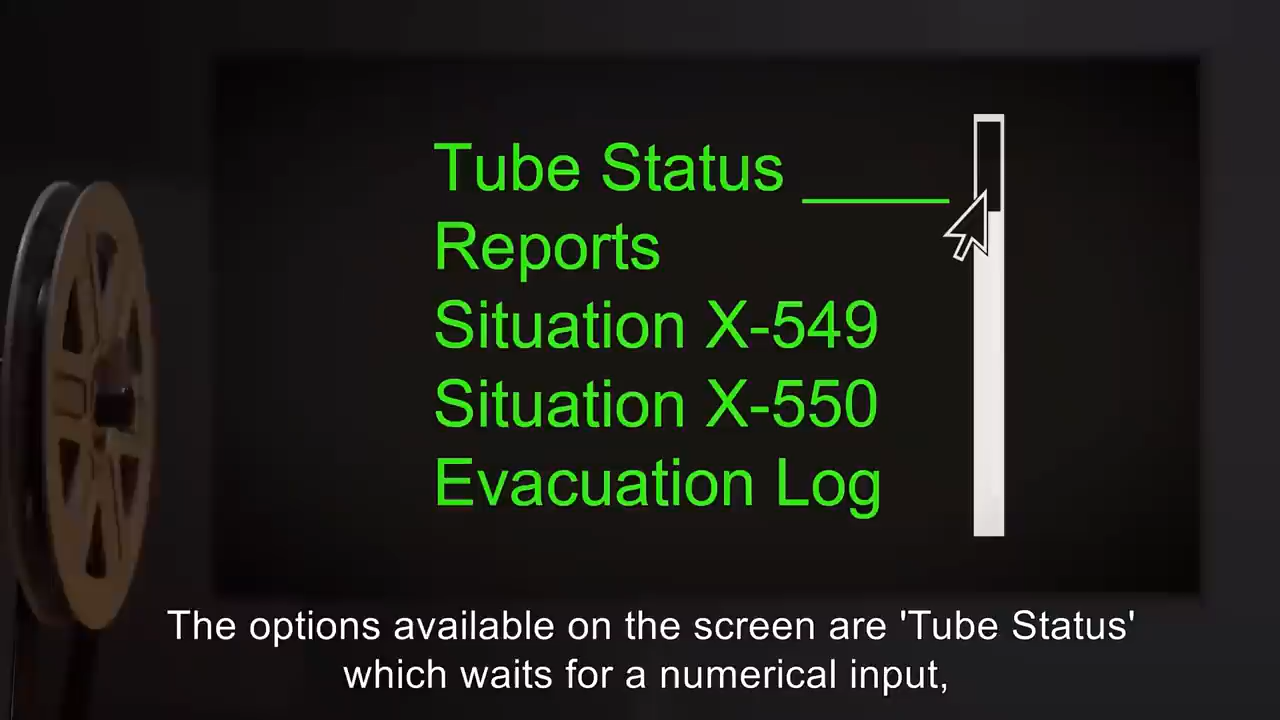 Tube Status _____
Reports
Situation X-549
Situation X-550
Evacuation Log
The options available on the screen are 'Tube Status'
which waits for a numerical input,